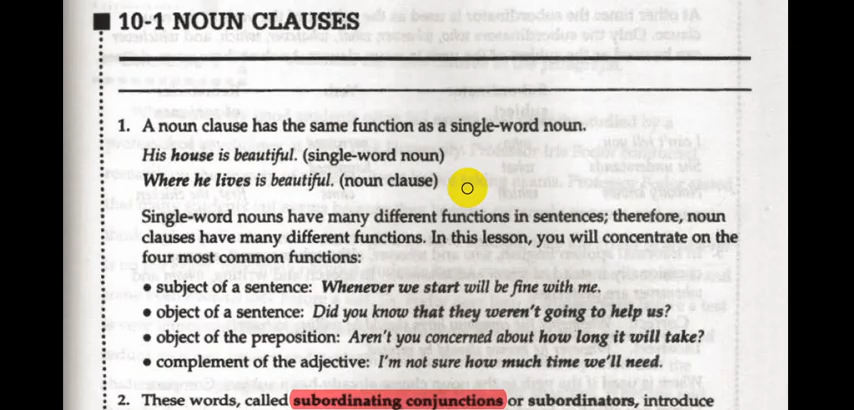 10-1 NOUN CLAUSES
1. A noun clause has the same function as a single-word noun.
His house is beautiful. (single-word noun)
Where he lives is beautiful. (noun clause)
Single-word nouns have many different functions in sentences; therefore, noun
clauses have many different functions. In this lesson, you will concentrate on the
four most common functions:
• subject of a sentence: Whenever we start will be fine with me.
• object of a sentence: Did you know that they weren't going to help us?
• object of the preposition: Aren't you concerned about how long it will take?
• complement of the adjective: I'm not sure how much time we'll need.
2. These words, called subordinating conjunctions or subordinators, introduce